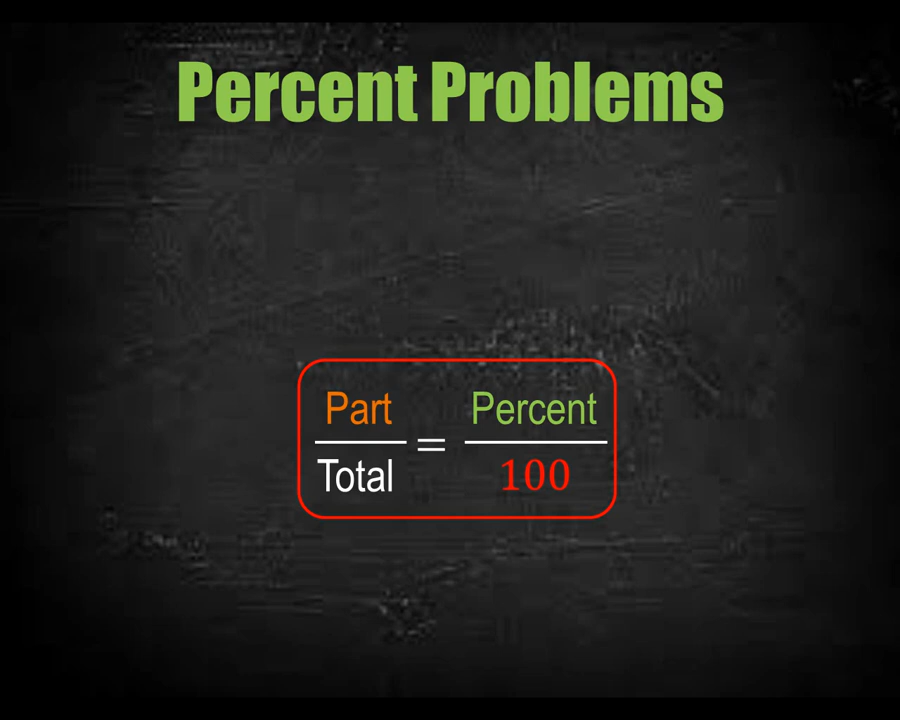 Percent Problems
Part
Total
=
Percent
100